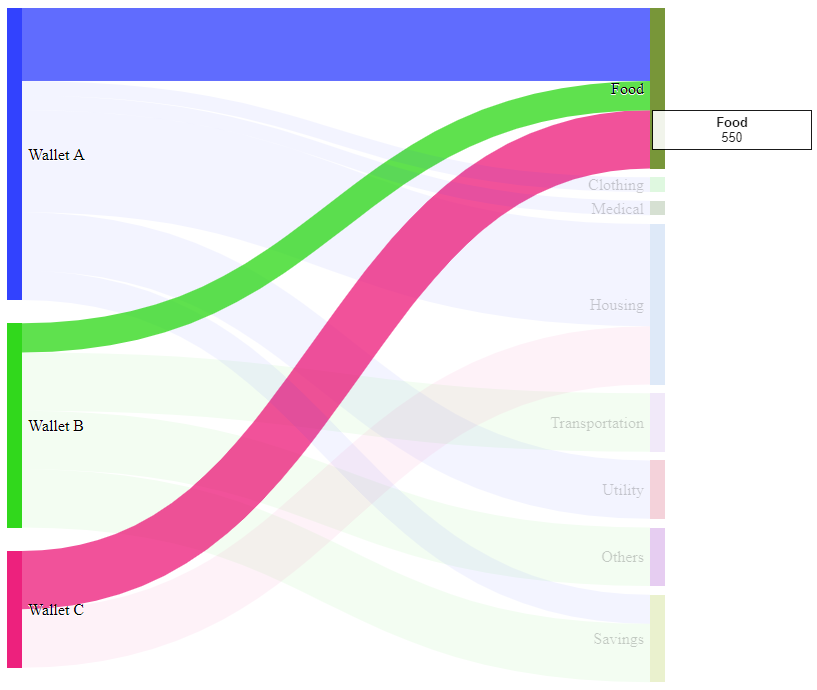 Food
Food
550
Wallet A
Clothing
Medical
Housing
Wallet B
Transportation
Utility
Others
Wallet C
Savings